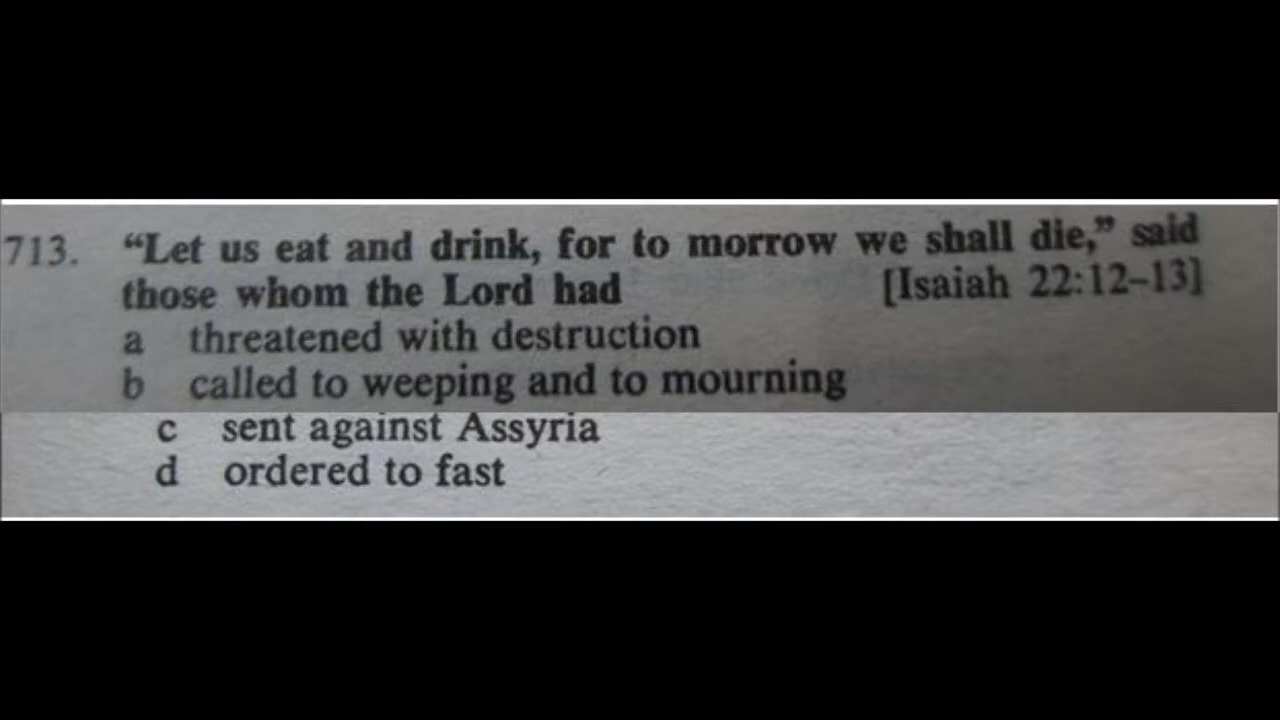 713. “Let us eat and drink, for to morrow we shall die,” said
those whom the Lord had [Isaiah 22:12–13]
a threatened with destruction
b called to weeping and to mourning
c sent against Assyria
d ordered to fast